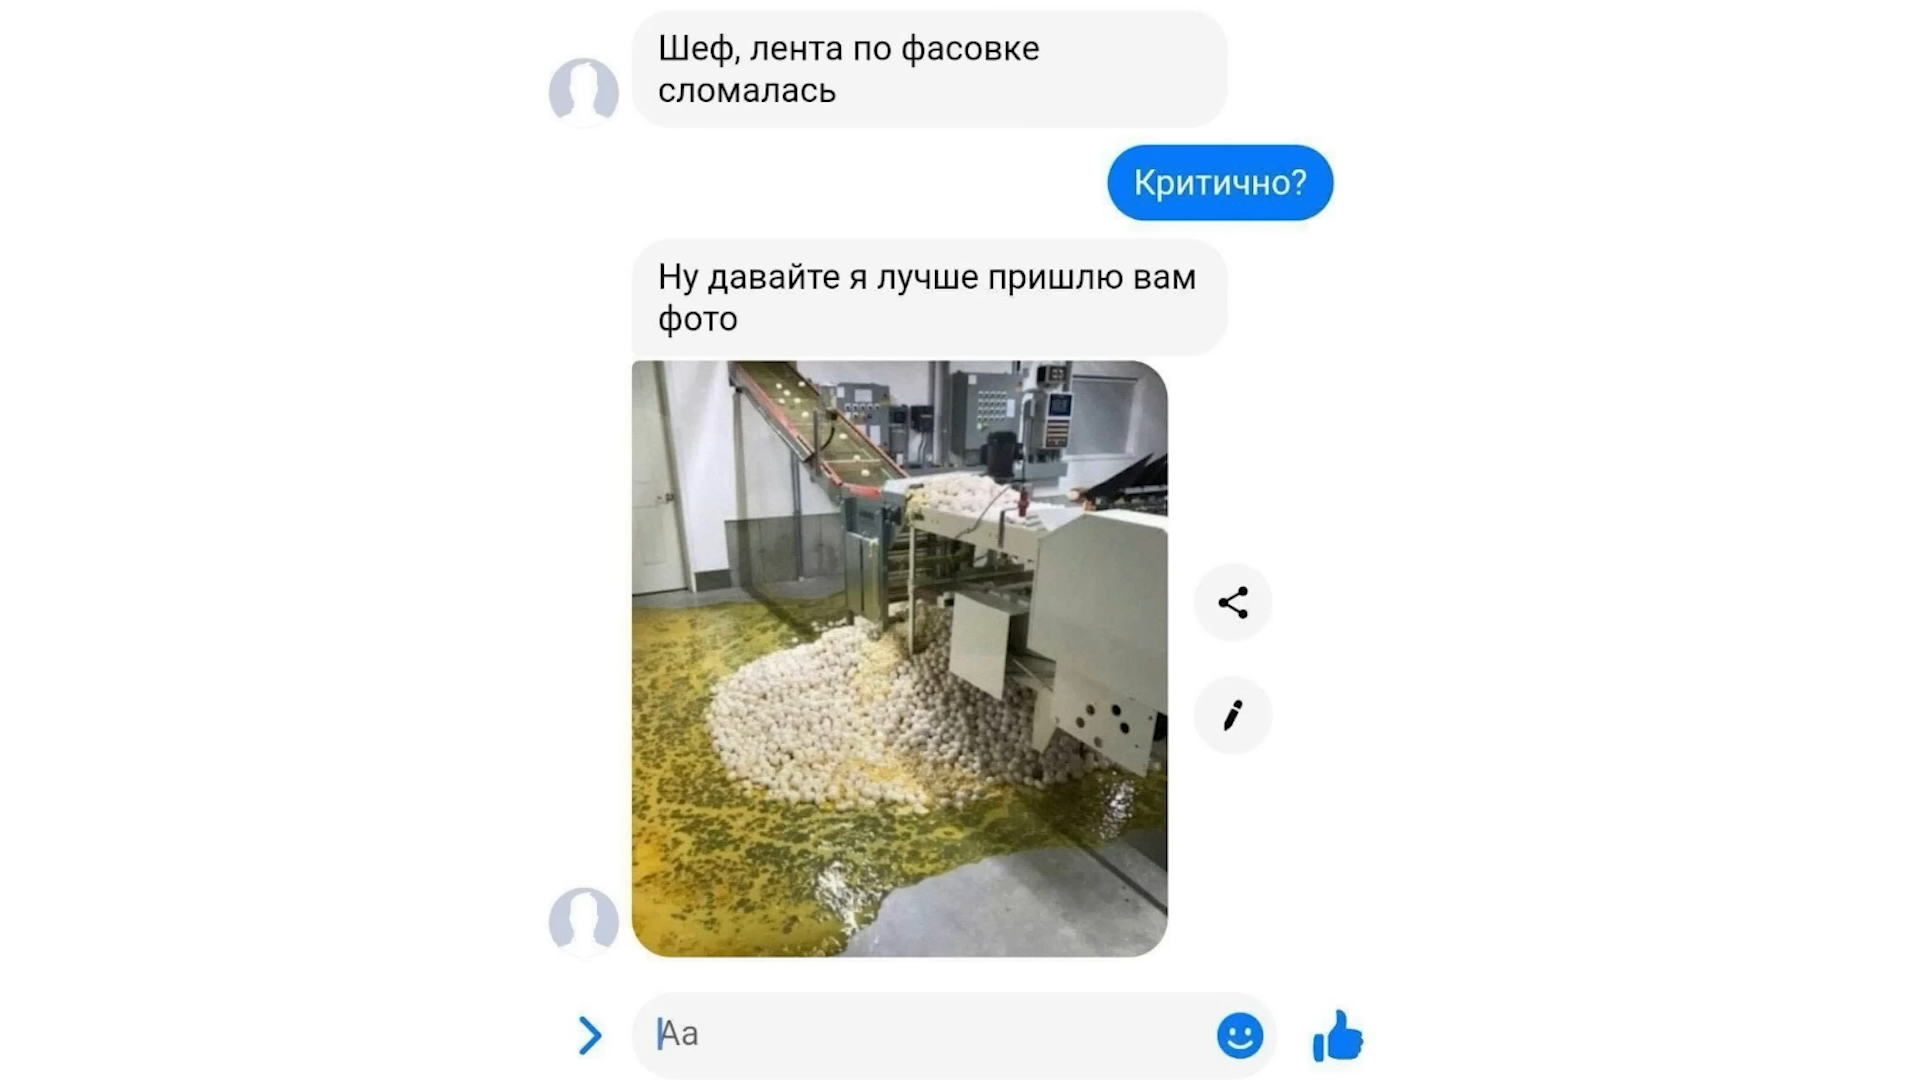 Шеф, лента по фасовке
сломалась
Критично?
Ну давайте я лучше пришлю вам
фото
Aa